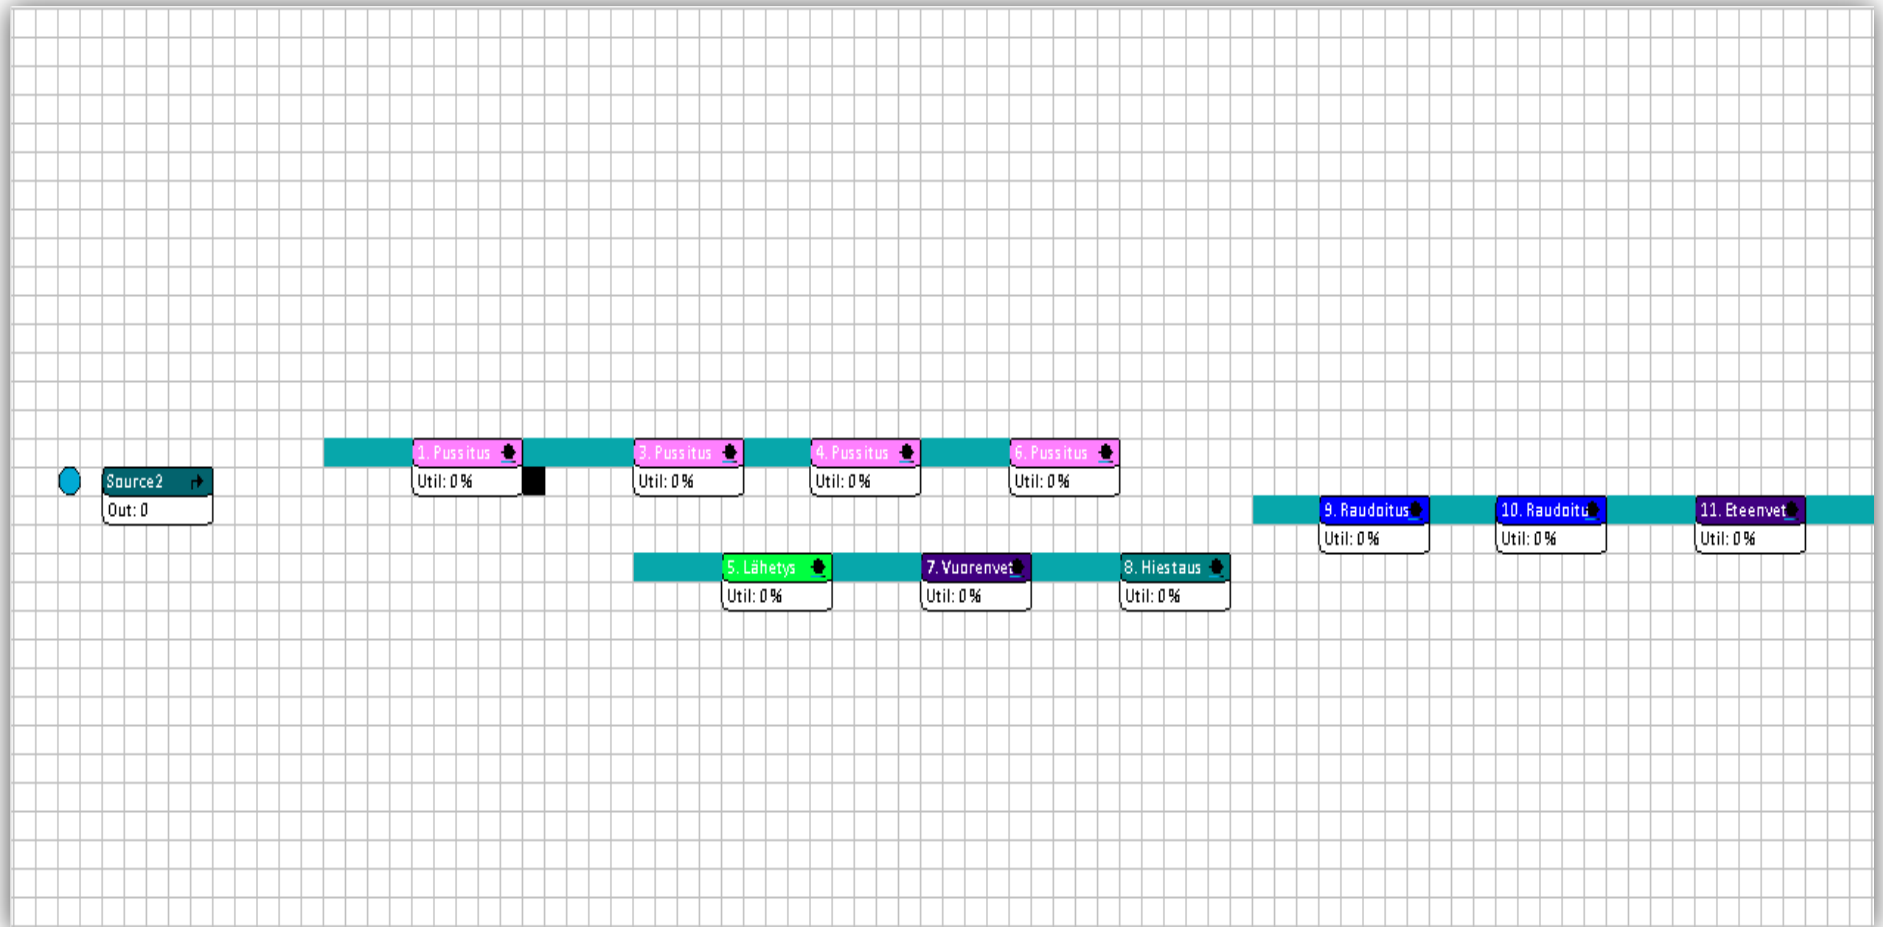 1. Pussitus
Util: 0%
3. Pussitus
Util: 0%
4. Pussitus
Util: 0%
6. Pussitus
Util: 0%
Source2
Out: 0
9. Raudoitus
Util: 0%
10. Raudoitu
Util: 0%
11. Eteenvet
Util: 0%
5. Lähetys
Util: 0%
7. Vuorenvet
Util: 0%
8. Hiestaus
Util: 0%